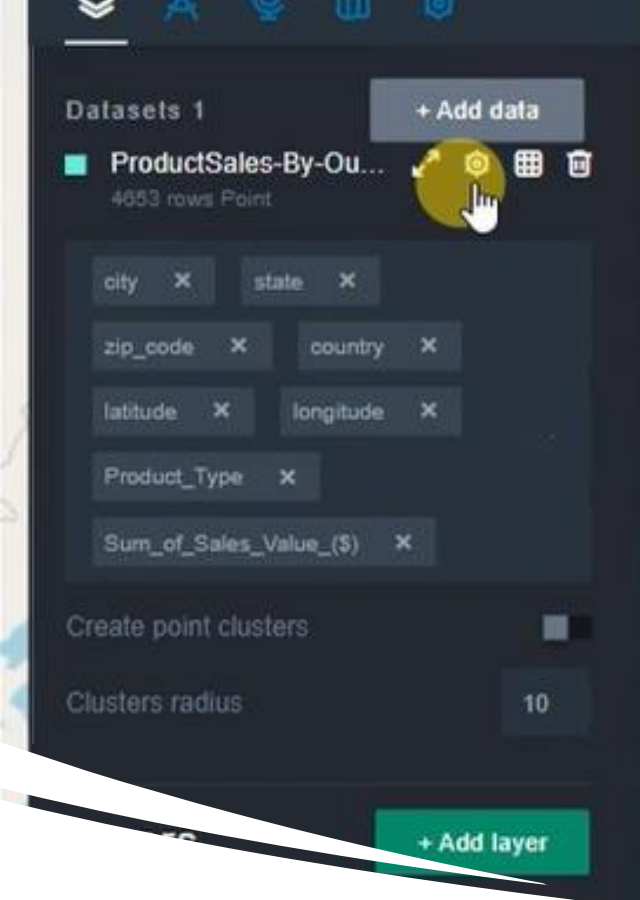 Datasets 1
+ Add data
ProductSales-By-Ou...
4653 rows Point
city ✕ state ✕
zip_code ✕ country ✕
latitude ✕ longitude ✕
Product_Type ✕
Sum_of_Sales_Value_($) ✕
Create point clusters
Clusters radius 10
+ Add layer